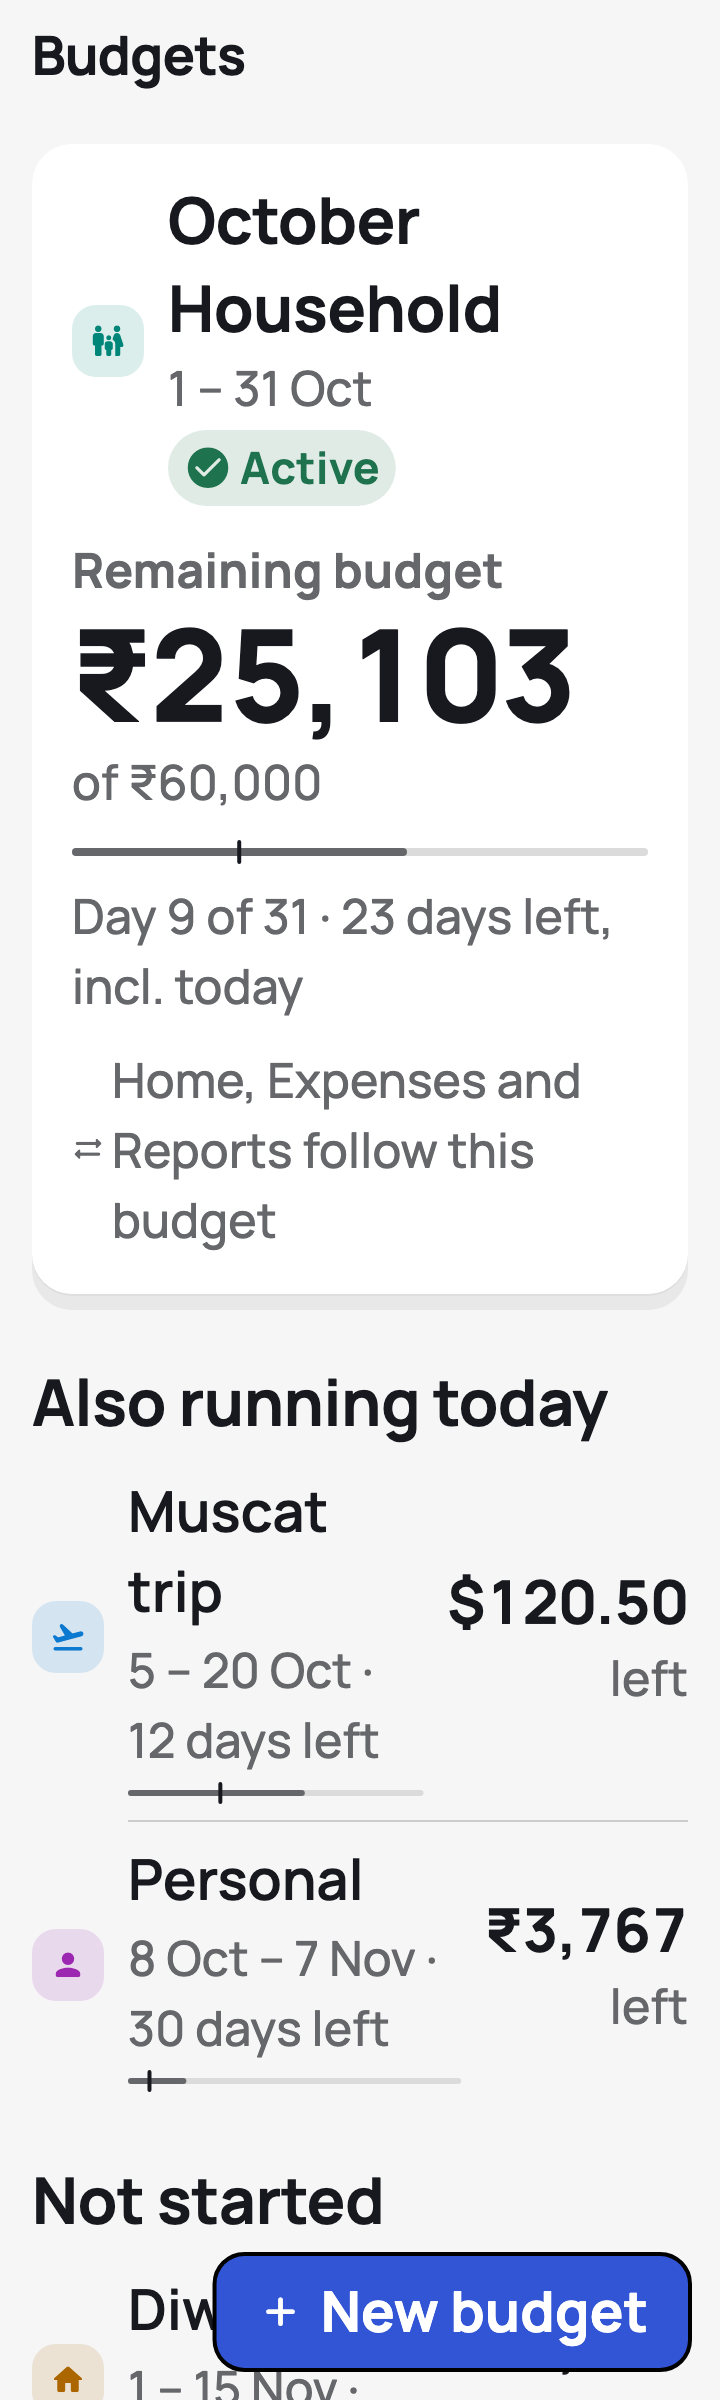 Budgets
October
Household
1 – 31 Oct
Active
Remaining budget
₹25,103
of ₹60,000
Day 9 of 31 · 23 days left,
incl. today
Home, Expenses and
Reports follow this
budget
Also running today
Muscat
trip
5 – 20 Oct ·
12 days left
$120.50
left
Personal
8 Oct – 7 Nov ·
30 days left
₹3,767
left
Not started
+ New budget
1 – 15 Nov ·